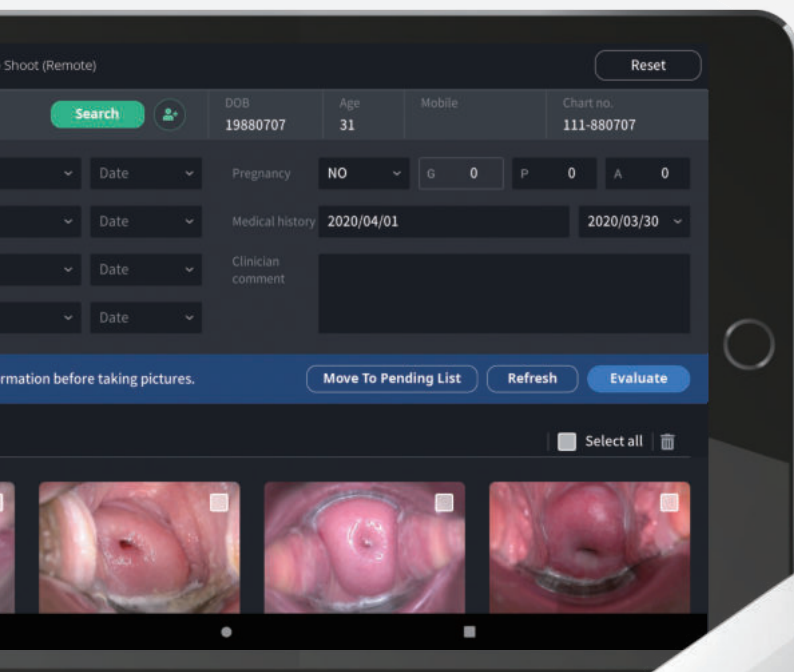 Shoot (Remote)
Reset
Search
DOB
19880707
Age
31
Mobile
Chart no.
111-880707
Date
Pregnancy
NO
G 0
P 0
A 0
Date
Medical history
2020/04/01
2020/03/30
Date
Clinician
comment
Date
before taking pictures.
Move To Pending List
Refresh
Evaluate
Select all